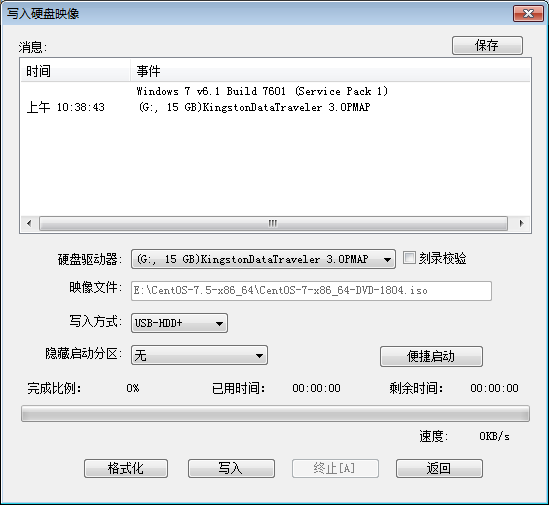 写入硬盘映像
消息:
保存
时间 事件
Windows 7 v6.1 Build 7601 (Service Pack 1)
上午 10:38:43 (G:, 15 GB)KingstonDataTraveler 3.0PMAP
硬盘驱动器: (G:, 15 GB)KingstonDataTraveler 3.0PMAP 刻录校验
映像文件: E:\CentOS-7.5-x86_64\CentOS-7-x86_64-DVD-1804.iso
写入方式: USB-HDD+
隐藏启动分区: 无 便捷启动
完成比例: 0% 已用时间: 00:00:00 剩余时间: 00:00:00
速度: 0KB/s
格式化 写入 终止[A] 返回